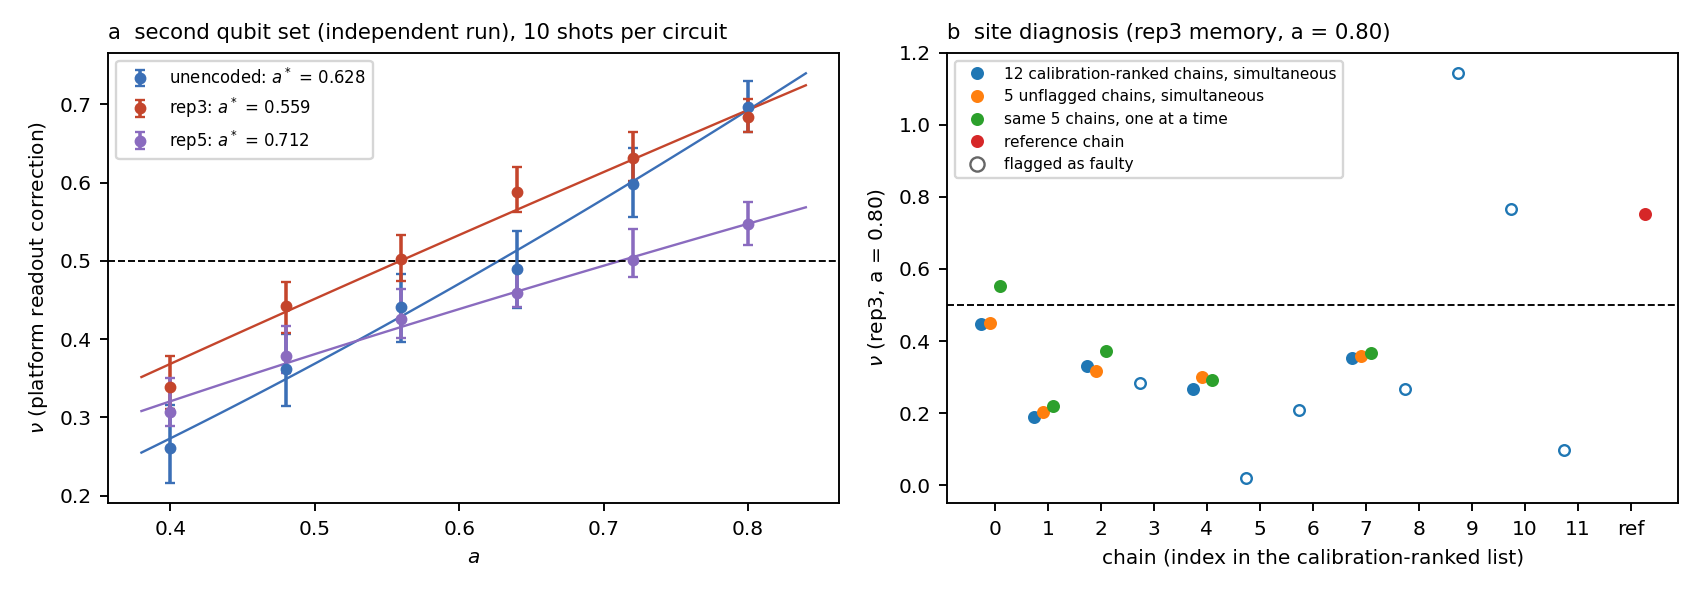 a  second qubit set (independent run), 10 shots per circuit
unencoded: a* = 0.628
rep3: a* = 0.559
rep5: a* = 0.712
ν (platform readout correction)
0.7
0.6
0.5
0.4
0.3
0.2
0.4 0.5 0.6 0.7 0.8
a
b  site diagnosis (rep3 memory, a = 0.80)
12 calibration-ranked chains, simultaneous
5 unflagged chains, simultaneous
same 5 chains, one at a time
reference chain
flagged as faulty
ν (rep3, a = 0.80)
1.2
1.0
0.8
0.6
0.4
0.2
0.0
0 1 2 3 4 5 6 7 8 9 10 11 ref
chain (index in the calibration-ranked list)